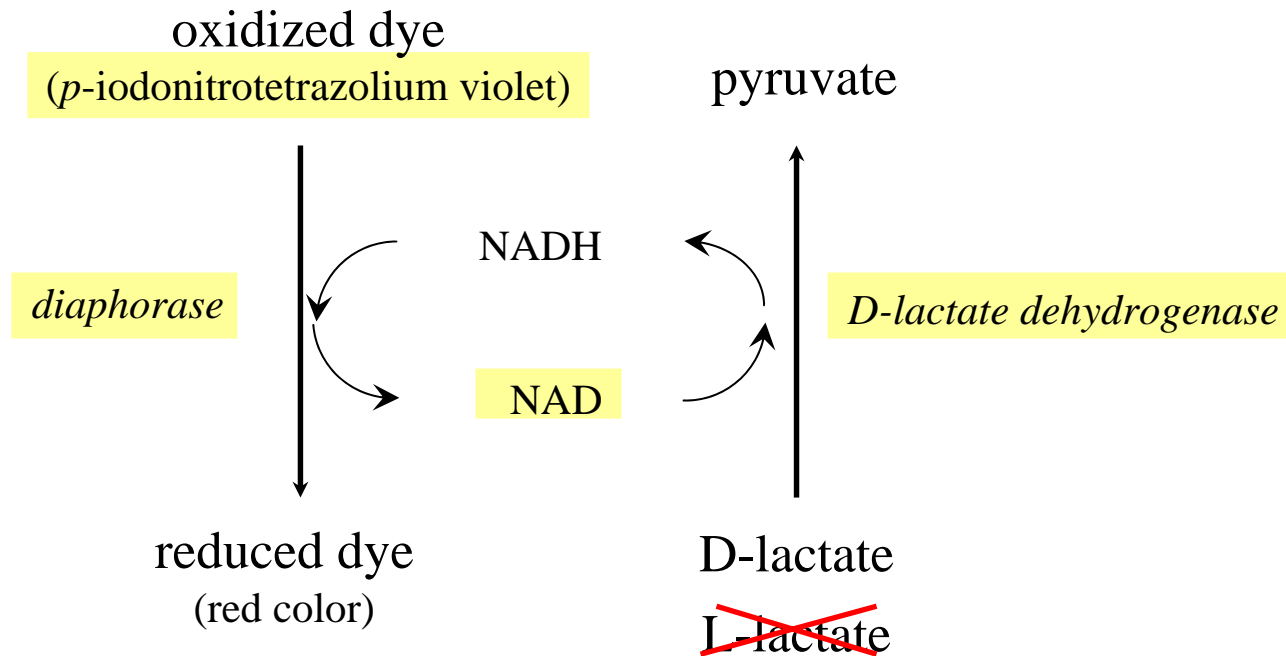 oxidized dye
(p-iodonitrotetrazolium violet)
pyruvate
NADH
diaphorase
D-lactate dehydrogenase
NAD
reduced dye
(red color)
D-lactate
L-lactate